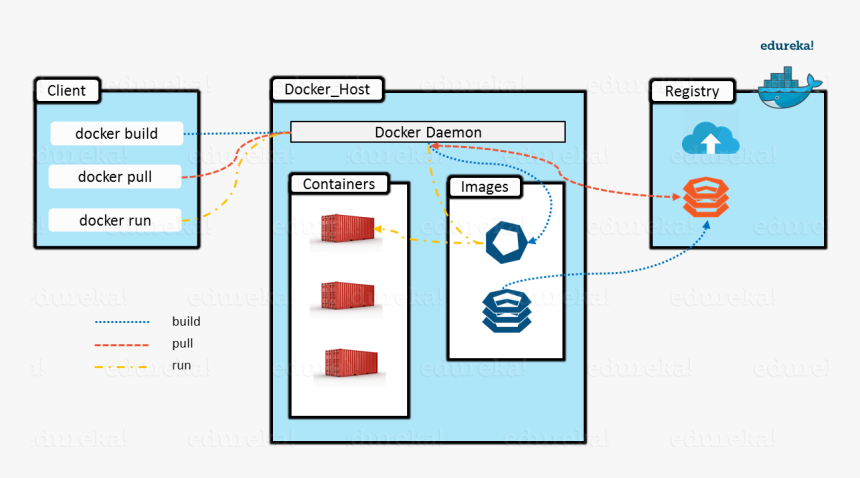 edureka!
Client
docker build
docker pull
docker run
Docker_Host
Docker Daemon
Containers
Images
Registry
build
pull
run